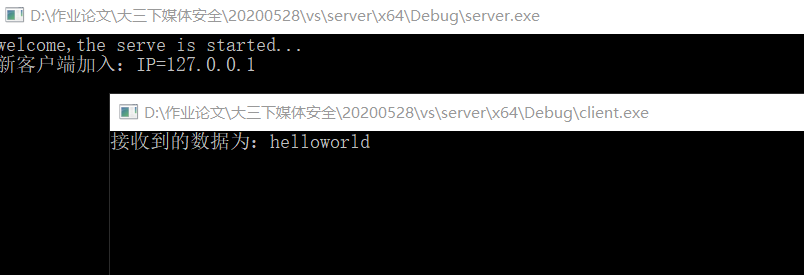 D:\作业论文\大三下媒体安全\20200528\vs\server\x64\Debug\server.exe
welcome,the serve is started...
新客户端加入：IP=127.0.0.1
D:\作业论文\大三下媒体安全\20200528\vs\server\x64\Debug\client.exe
接收到的数据为：helloworld